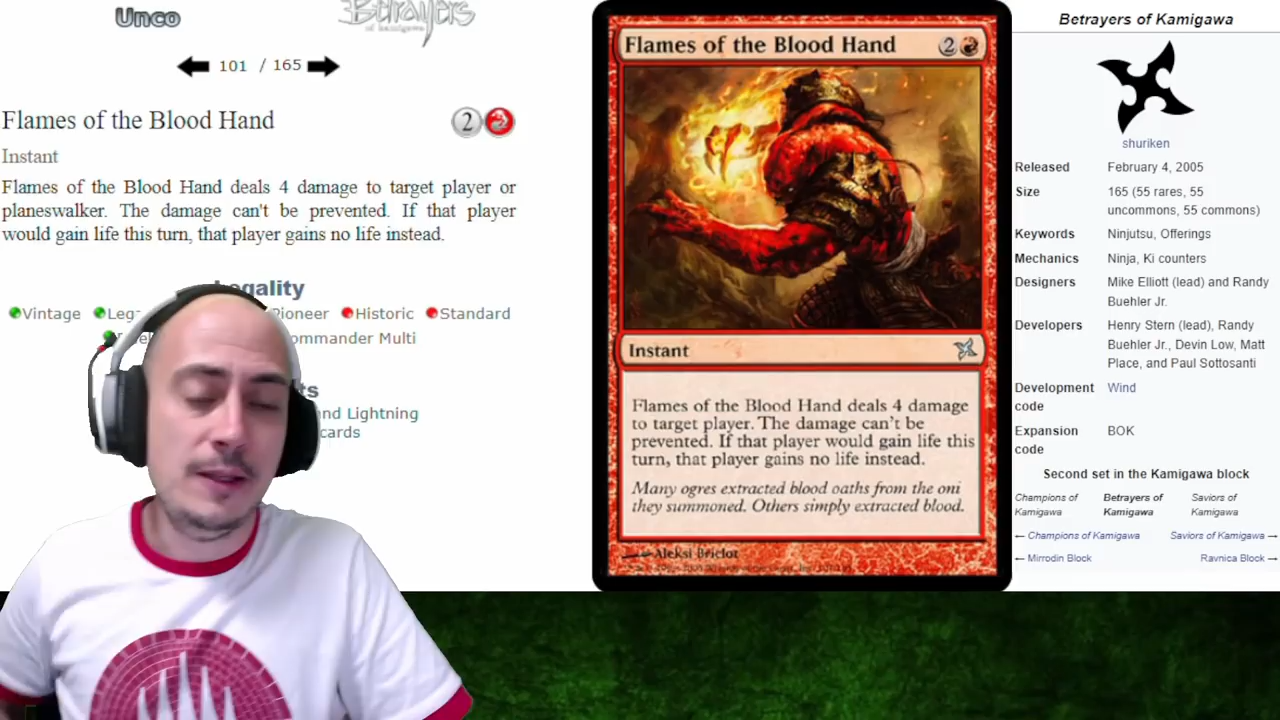 Unco
Betrayers
of Kamigawa
101 / 165
Flames of the Blood Hand
2
Instant
Flames of the Blood Hand deals 4 damage to target player or
planeswalker. The damage can't be prevented. If that player
would gain life this turn, that player gains no life instead.
Legality
Vintage
Historic
Standard
Commander Multi
Lightning
cards
Flames of the Blood Hand
2
Instant
Flames of the Blood Hand deals 4 damage
to target player. The damage can't be
prevented. If that player would gain life this
turn, that player gains no life instead.
Many ogres extracted blood oaths from the oni
they summoned. Others simply extracted blood.
Aleksi Briclot
Betrayers of Kamigawa
shuriken
Released February 4, 2005
Size 165 (55 rares, 55
uncommons, 55 commons)
Keywords Ninjutsu, Offerings
Mechanics Ninja, Ki counters
Designers Mike Elliott (lead) and Randy
Buehler Jr.
Developers Henry Stern (lead), Randy
Buehler Jr., Devin Low, Matt
Place, and Paul Sottosanti
Development Wind
code
Expansion BOK
code
Second set in the Kamigawa block
Champions of Betrayers of Saviors of
Kamigawa Kamigawa Kamigawa
← Champions of Kamigawa Saviors of Kamigawa →
← Mirrodin Block Ravnica Block →